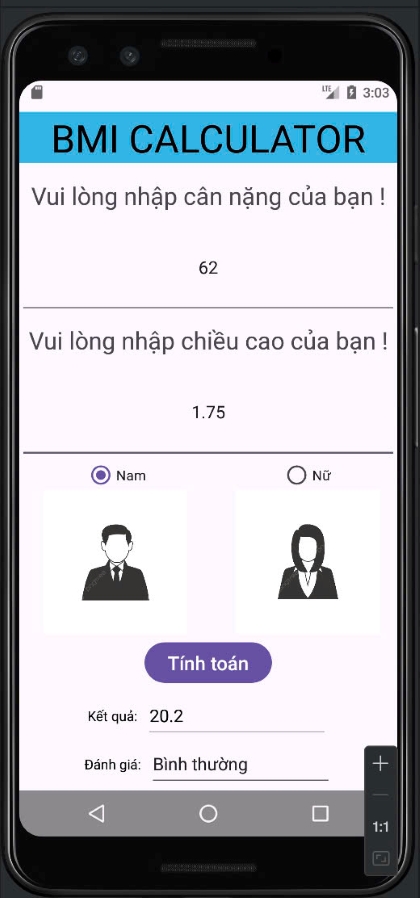 LTE 3:03
BMI CALCULATOR
Vui lòng nhập cân nặng của bạn !
62
Vui lòng nhập chiều cao của bạn !
1.75
Nam Nữ
Tính toán
Kết quả: 20.2
Đánh giá: Bình thường
1:1